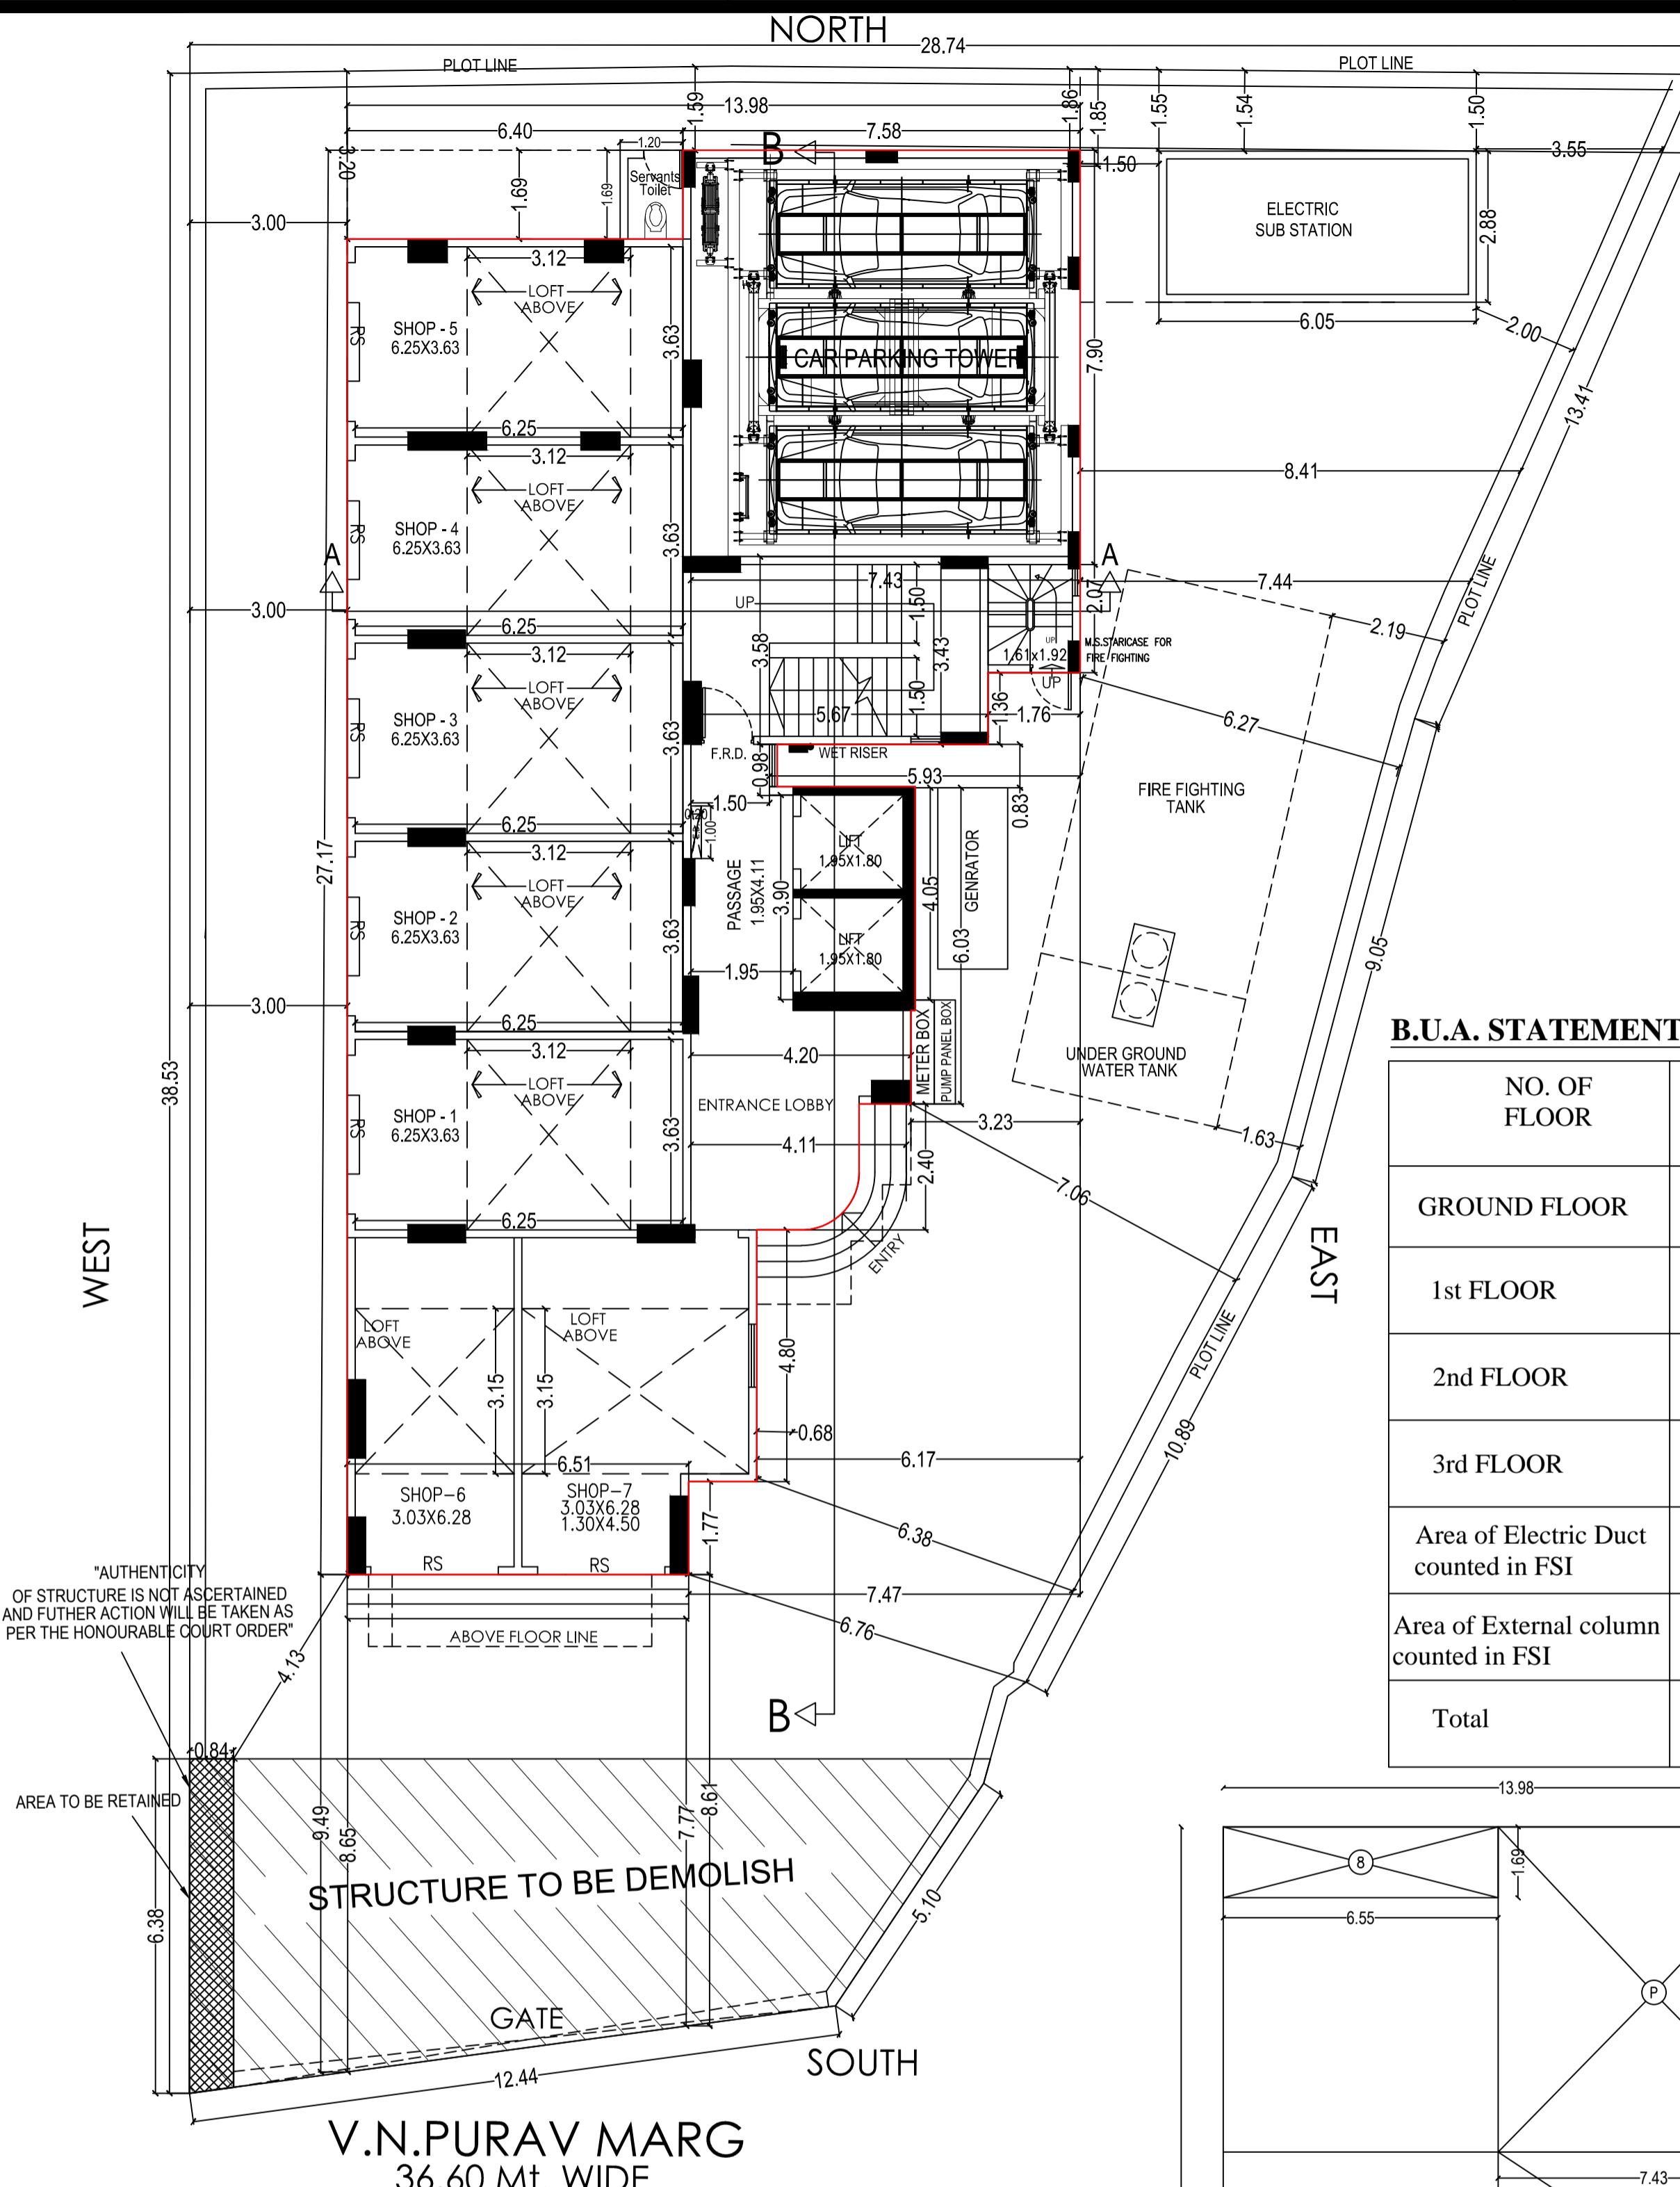 NORTH
28.74
PLOT LINE
PLOT LINE
1.59
13.98
1.86
1.85
1.55
1.54
1.50
6.40
7.58
1.20
B
3.55
3.20
1.69
1.69
Servants
Toilet
1.50
3.00
ELECTRIC
SUB STATION
2.88
3.12
LOFT
ABOVE
SHOP - 5
6.25X3.63
RS
3.63
6.25
CAR PARKING TOWER
7.90
6.05
2.00
13.41
3.12
LOFT
ABOVE
SHOP - 4
6.25X3.63
RS
3.63
6.25
8.41
A
A
7.43
UP
1.50
2.07
7.44
PLOT LINE
3.00
3.58
3.43
1.50
UP
1.61x1.92
M.S.STARICASE FOR
FIRE FIGHTING
UP
2.19
3.12
LOFT
ABOVE
SHOP - 3
6.25X3.63
RS
3.63
6.25
5.67
1.36
1.76
6.27
F.R.D.
0.98
WET RISER
5.93
0.83
1.50
0.20
1.00
FIRE FIGHTING
TANK
27.17
3.12
LOFT
ABOVE
SHOP - 2
6.25X3.63
RS
3.63
6.25
PASSAGE
1.95X4.11
3.90
LIFT
1.95X1.80
LIFT
1.95X1.80
4.05
GENRATOR
6.03
1.95
9.05
3.00
38.53
3.12
LOFT
ABOVE
SHOP - 1
6.25X3.63
RS
3.63
6.25
4.20
METER BOX
PUMP PANEL BOX
UNDER GROUND
WATER TANK
ENTRANCE LOBBY
3.23
4.11
2.40
1.63
7.06
ENTRY
WEST
EAST
LOFT
ABOVE
LOFT
ABOVE
3.15
3.15
4.80
0.68
6.17
PLOT LINE
10.89
6.51
SHOP-6
3.03X6.28
SHOP-7
3.03X6.28
1.30X4.50
RS
RS
1.77
6.38
7.47
6.76
"AUTHENTICITY
OF STRUCTURE IS NOT ASCERTAINED
AND FUTHER ACTION WILL BE TAKEN AS
PER THE HONOURABLE COURT ORDER"
ABOVE FLOOR LINE
4.13
B
0.84
AREA TO BE RETAINED
9.49
8.65
7.77
8.61
6.38
STRUCTURE TO BE DEMOLISH
5.10
GATE
12.44
SOUTH
V.N.PURAV MARG
36.60 Mt. WIDE
B.U.A. STATEMENT
NO. OF
FLOOR
GROUND FLOOR
1st FLOOR
2nd FLOOR
3rd FLOOR
Area of Electric Duct
counted in FSI
Area of External column
counted in FSI
Total
13.98
8
1.69
6.55
P
7.43